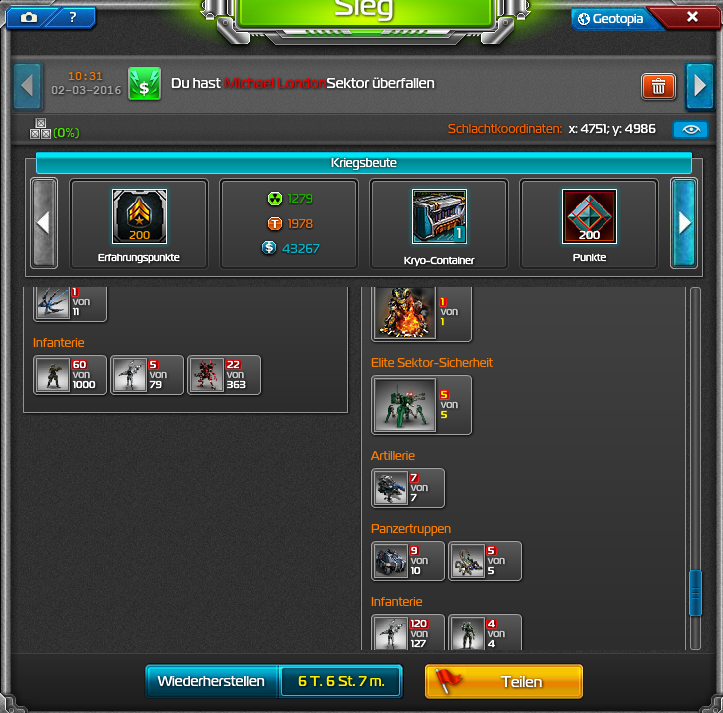 Sieg
?
Geotopia
10:31
02-03-2016
Du hast Michael London Sektor überfallen
(0%)
Schlachtkoordinaten: x: 4751; y: 4986
Kriegsbeute
200
Erfahrungspunkte
1279
T 1978
$ 43267
1
Kryo-Container
200
Punkte
1
von
11
Infanterie
60
von
1000
5
von
79
22
von
363
1
von
1
Elite Sektor-Sicherheit
5
von
5
Artillerie
7
von
7
Panzertruppen
9
von
10
5
von
5
Infanterie
120
von
127
4
von
4
Wiederherstellen
6 T. 6 St. 7 m.
Teilen